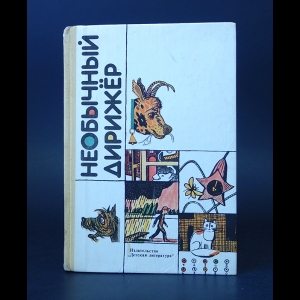 НЕОБЫЧНЫЙ
ДИРИЖЁР
Издательство
„Детская литература"